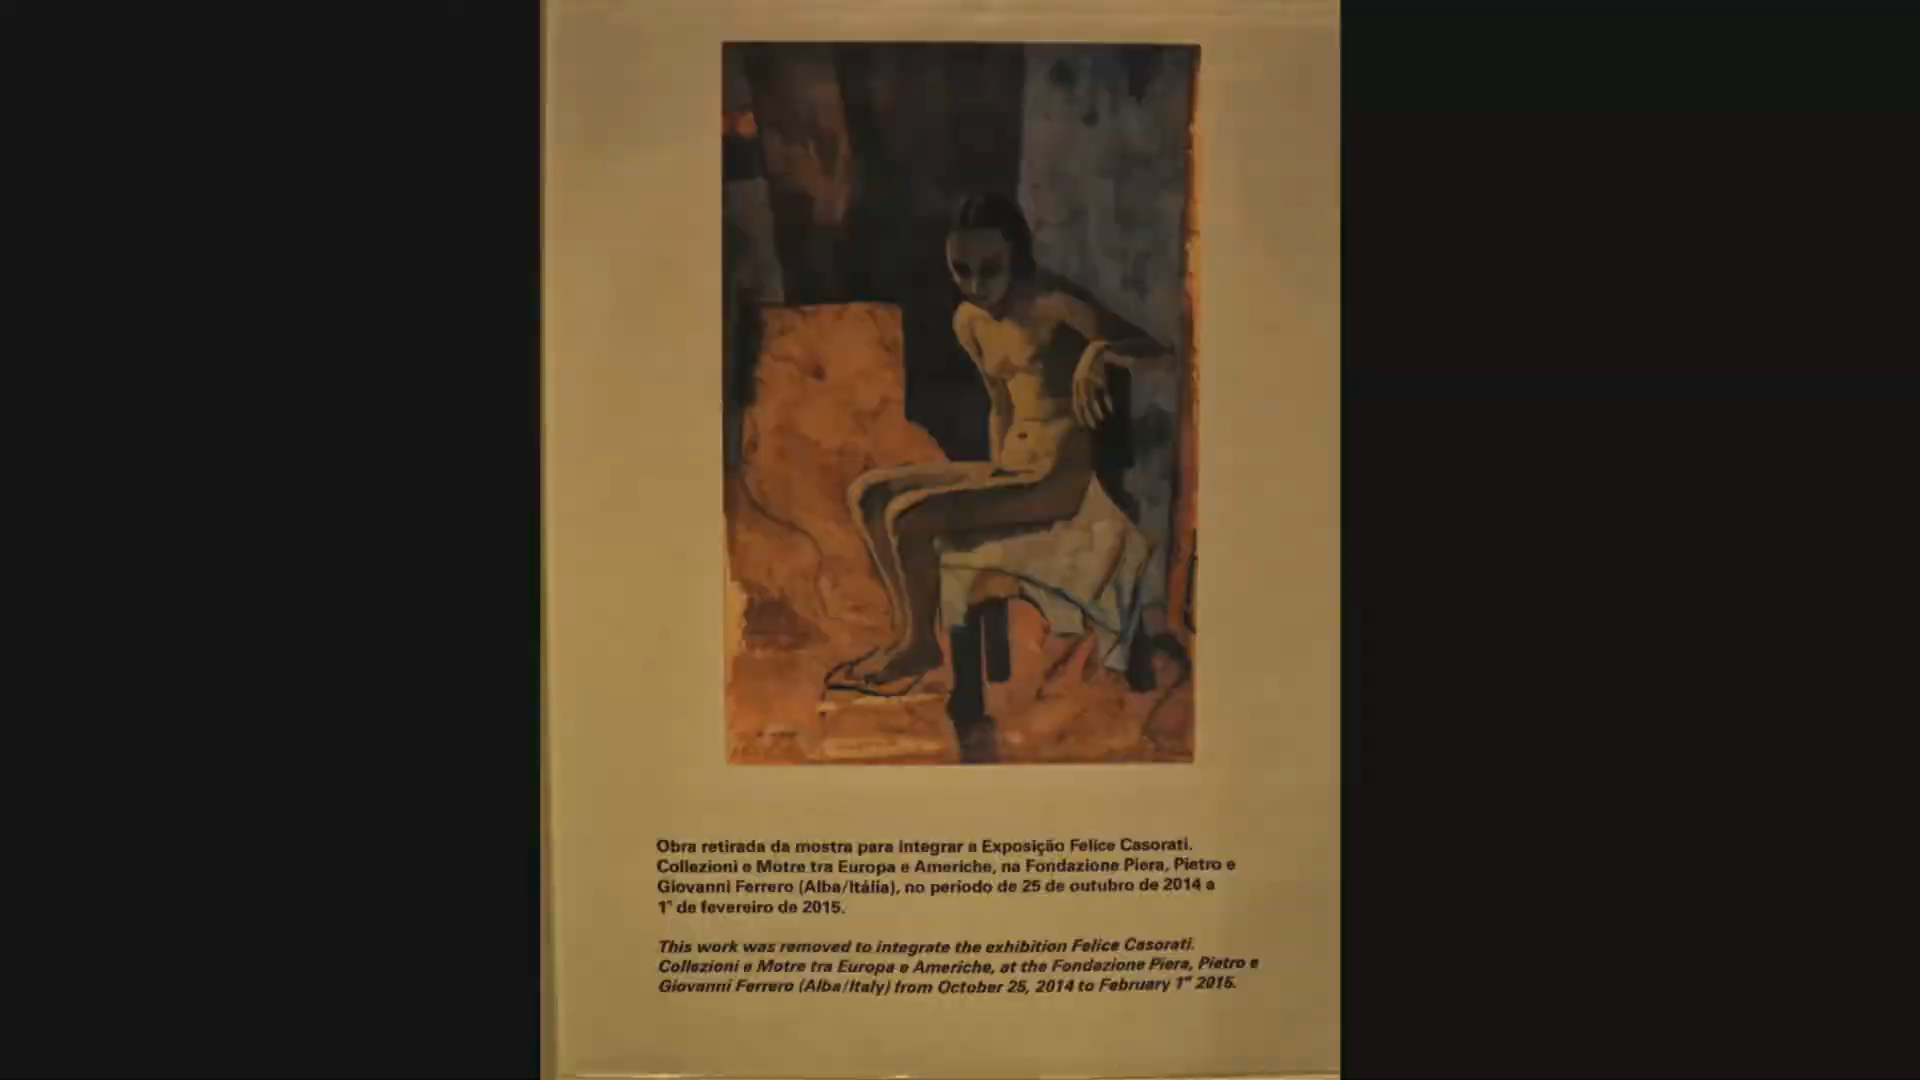 Obra retirada da mostra para integrar a Exposição Felice Casorati.
Collezioni e Motre tra Europa e Americhe, na Fondazione Piera, Pietro e
Giovanni Ferrero (Alba/Itália), no período de 25 de outubro de 2014 a
1º de fevereiro de 2015.
This work was removed to integrate the exhibition Felice Casorati.
Collezioni e Motre tra Europa e Americhe, at the Fondazione Piera, Pietro e
Giovanni Ferrero (Alba/Italy) from October 25, 2014 to February 1st 2015.